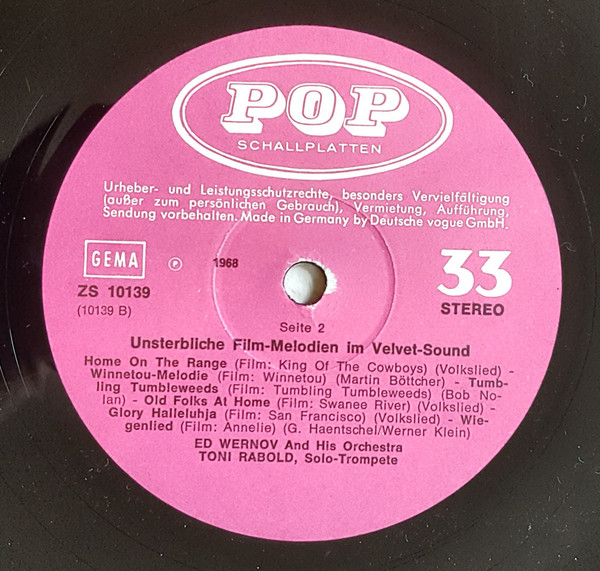 POP
SCHALLPLATTEN
Urheber- und Leistungsschutzrechte, besonders Vervielfältigung
(außer zum persönlichen Gebrauch), Vermietung, Aufführung,
Sendung vorbehalten. Made in Germany by Deutsche vogue GmbH.
GEMA ℗ 1968 33
ZS 10139 STEREO
(10139 B)
Seite 2
Unsterbliche Film-Melodien im Velvet-Sound
Home On The Range (Film: King Of The Cowboys) (Volkslied) -
Winnetou-Melodie (Film: Winnetou) (Martin Böttcher) - Tumb-
ling Tumbleweeds (Film: Tumbling Tumbleweeds) (Bob No-
lan) - Old Folks At Home (Film: Swanee River) (Volkslied) -
Glory Halleluhja (Film: San Francisco) (Volkslied) - Wie-
genlied (Film: Annelie) (G. Haentschel/Werner Klein)
ED WERNOV And His Orchestra
TONI RABOLD, Solo-Trompete